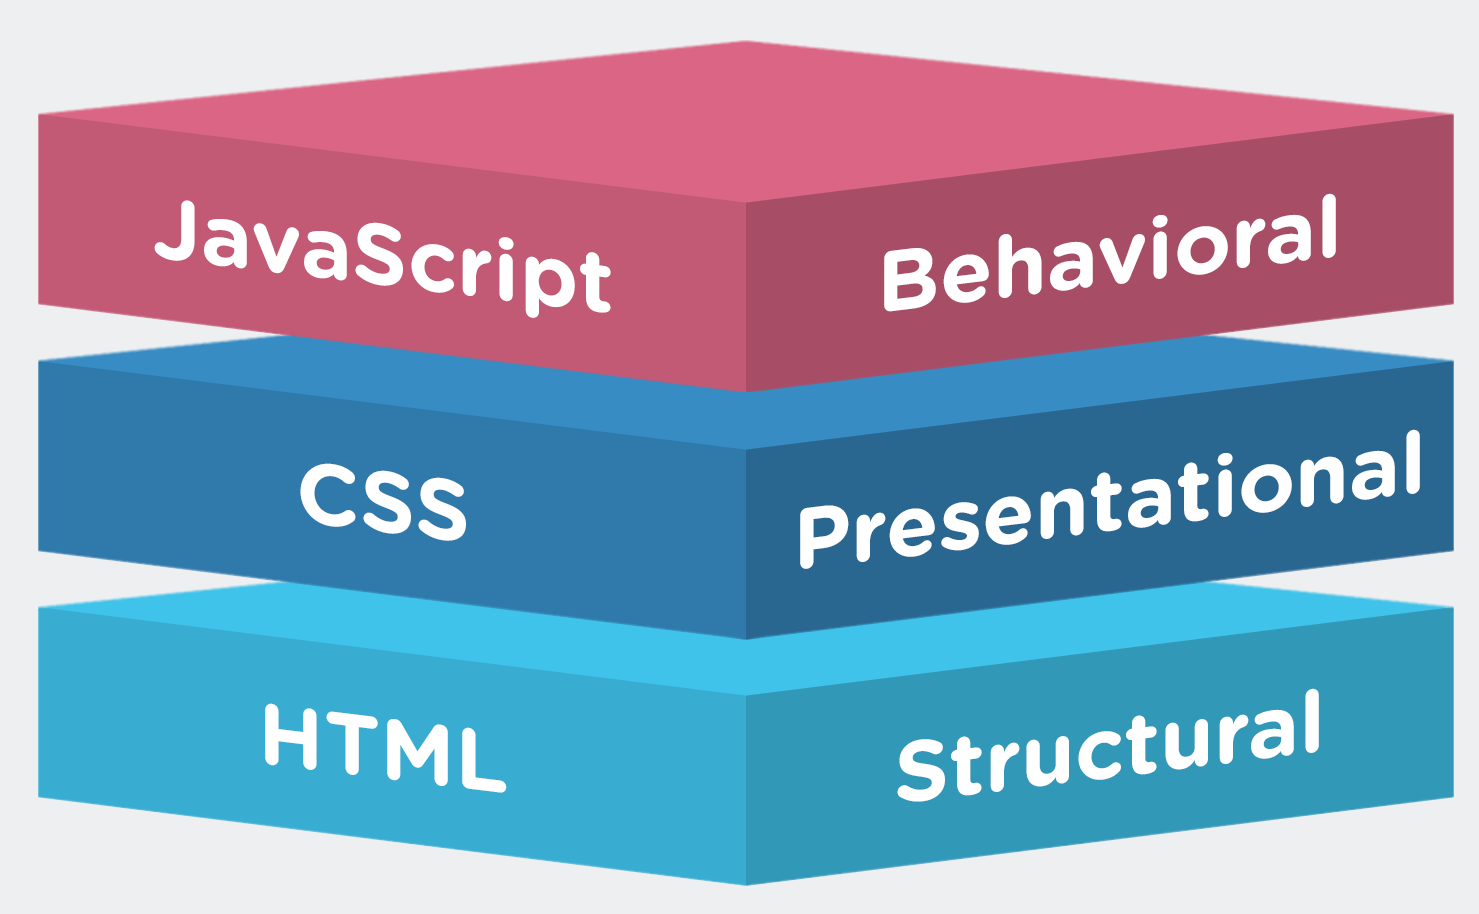 JavaScript
Behavioral
CSS
Presentational
HTML
Structural